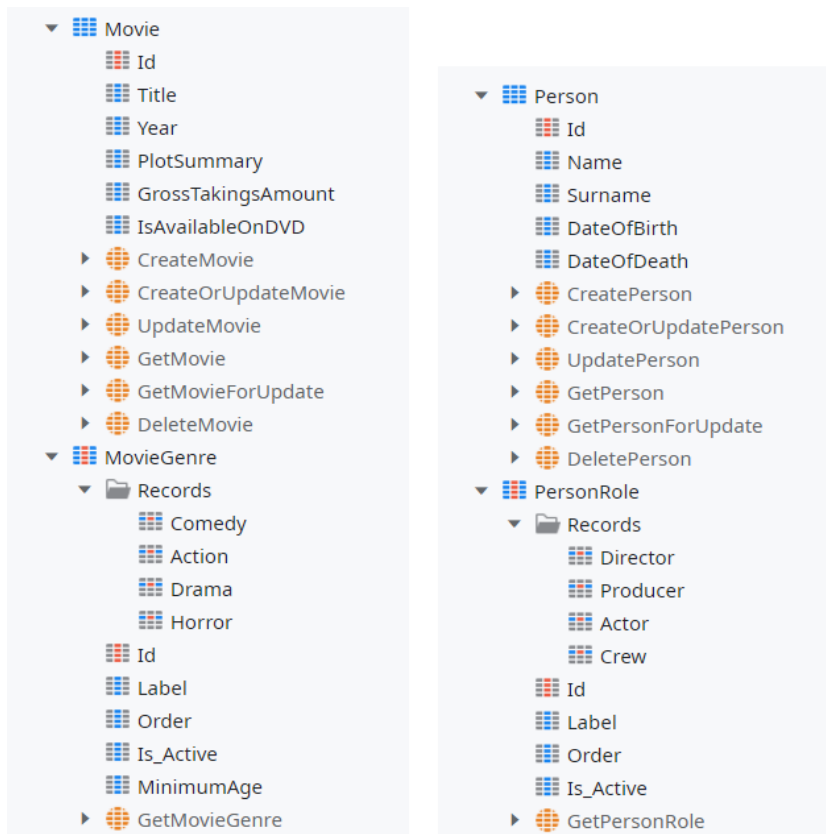 Movie
Id
Title
Year
PlotSummary
GrossTakingsAmount
IsAvailableOnDVD
CreateMovie
CreateOrUpdateMovie
UpdateMovie
GetMovie
GetMovieForUpdate
DeleteMovie
MovieGenre
Records
Comedy
Action
Drama
Horror
Id
Label
Order
Is_Active
MinimumAge
GetMovieGenre
Person
Id
Name
Surname
DateOfBirth
DateOfDeath
CreatePerson
CreateOrUpdatePerson
UpdatePerson
GetPerson
GetPersonForUpdate
DeletePerson
PersonRole
Records
Director
Producer
Actor
Crew
Id
Label
Order
Is_Active
GetPersonRole